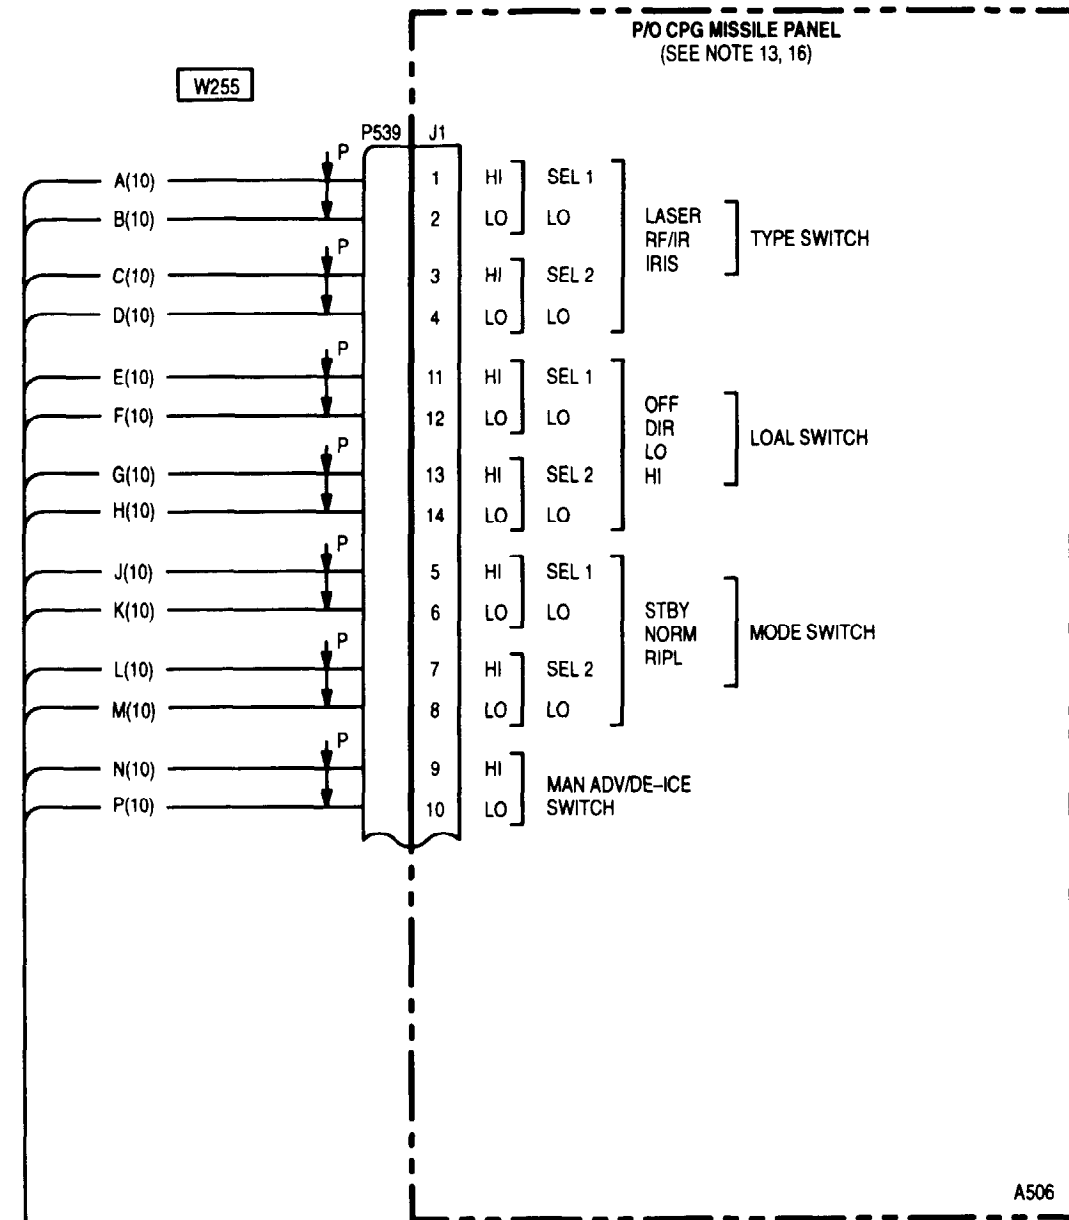 P/O CPG MISSILE PANEL
(SEE NOTE 13, 16)
W255
P539 J1
P
A(10) 1 HI SEL 1
B(10) 2 LO LO
P
C(10) 3 HI SEL 2
D(10) 4 LO LO
LASER
RF/IR
IRIS
TYPE SWITCH
P
E(10) 11 HI SEL 1
F(10) 12 LO LO
P
G(10) 13 HI SEL 2
H(10) 14 LO LO
OFF
DIR
LO
HI
LOAL SWITCH
P
J(10) 5 HI SEL 1
K(10) 6 LO LO
P
L(10) 7 HI SEL 2
M(10) 8 LO LO
STBY
NORM
RIPL
MODE SWITCH
P
N(10) 9 HI
P(10) 10 LO
MAN ADV/DE–ICE
SWITCH
A506